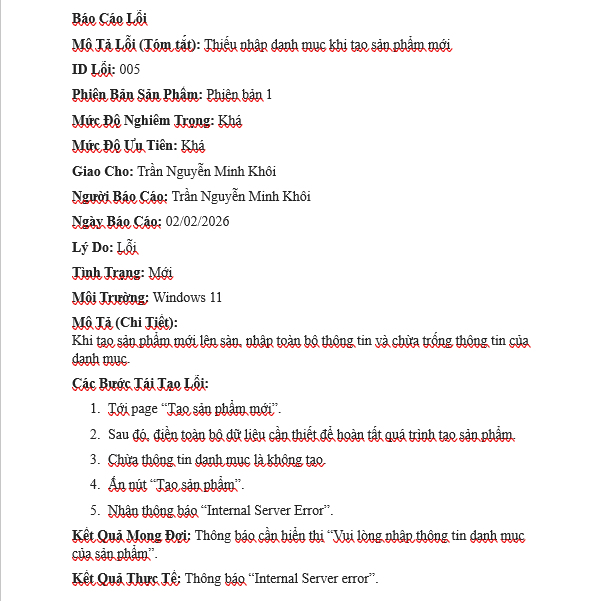 Báo Cáo Lỗi
Mô Tả Lỗi (Tóm tắt): Thiếu nhập danh mục khi tạo sản phẩm mới
ID Lỗi: 005
Phiên Bản Sản Phẩm: Phiên bản 1
Mức Độ Nghiêm Trọng: Khá
Mức Độ Ưu Tiên: Khá
Giao Cho: Trần Nguyễn Minh Khôi
Người Báo Cáo: Trần Nguyễn Minh Khôi
Ngày Báo Cáo: 02/02/2026
Lý Do: Lỗi
Tình Trạng: Mới
Môi Trường: Windows 11
Mô Tả (Chi Tiết):
Khi tạo sản phẩm mới lên sàn, nhập toàn bộ thông tin và chừa trống thông tin của
danh mục.
Các Bước Tái Tạo Lỗi:
1. Tới page “Tạo sản phẩm mới”.
2. Sau đó, điền toàn bộ dữ liệu cần thiết để hoàn tất quá trình tạo sản phẩm.
3. Chừa thông tin danh mục là không tạo.
4. Ấn nút “Tạo sản phẩm”.
5. Nhận thông báo “Internal Server Error”.
Kết Quả Mong Đợi: Thông báo cần hiển thị “Vui lòng nhập thông tin danh mục
của sản phẩm”.
Kết Quả Thực Tế: Thông báo “Internal Server error”.